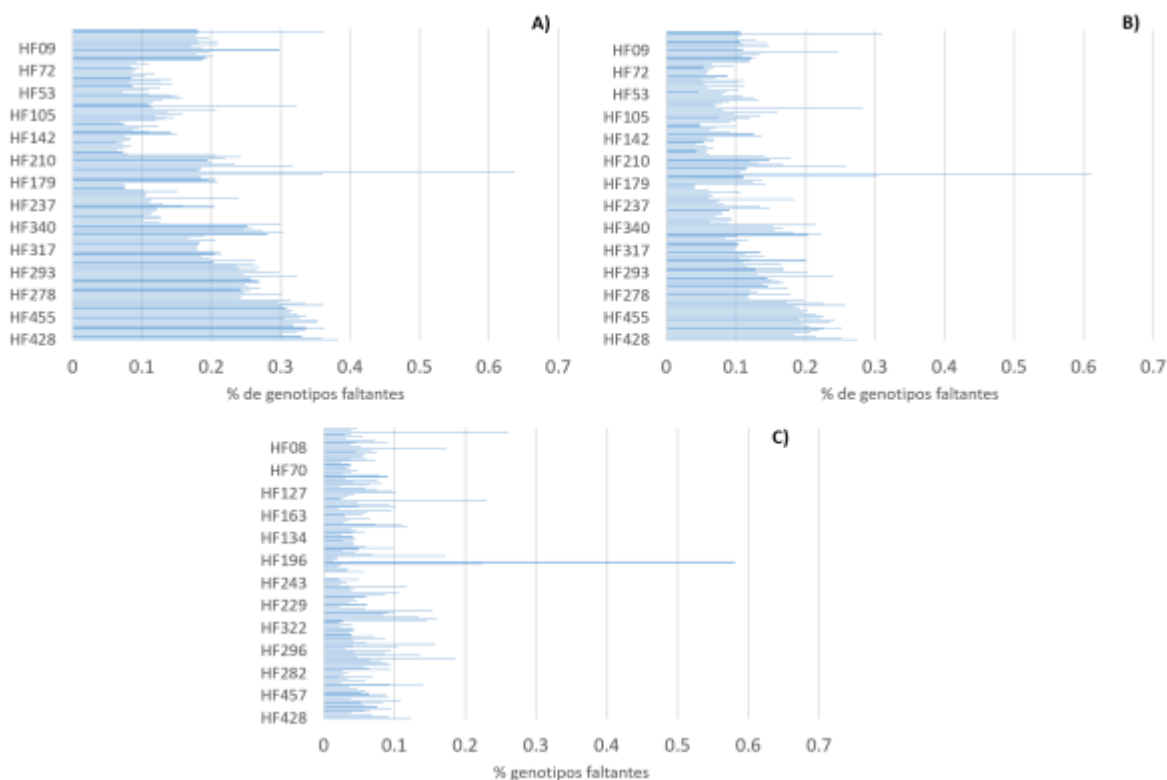 A)
HF09
HF72
HF53
HF105
HF142
HF210
HF179
HF237
HF340
HF317
HF293
HF278
HF455
HF428
0 0.1 0.2 0.3 0.4 0.5 0.6 0.7
% de genotipos faltantes
B)
HF09
HF72
HF53
HF105
HF142
HF210
HF179
HF237
HF340
HF317
HF293
HF278
HF455
HF428
0 0.1 0.2 0.3 0.4 0.5 0.6 0.7
% de genotipos faltantes
C)
HF08
HF70
HF127
HF163
HF134
HF196
HF243
HF229
HF322
HF296
HF282
HF457
HF428
0 0.1 0.2 0.3 0.4 0.5 0.6 0.7
% genotipos faltantes